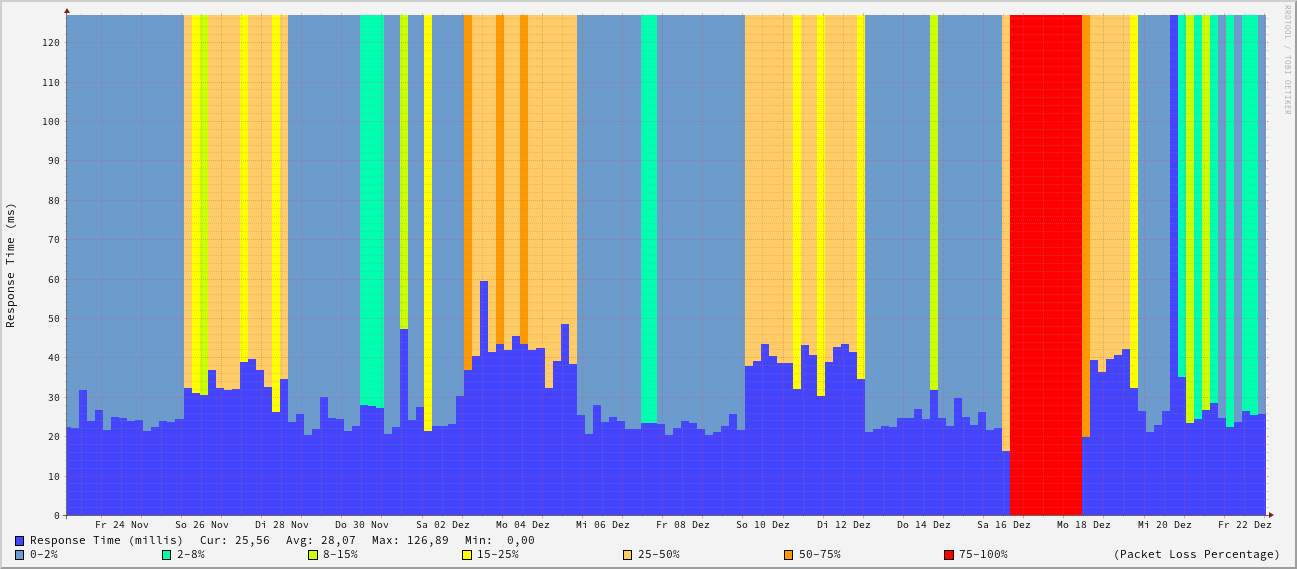 RRDTOOL / TOBI OETIKER
Response Time (ms)
120
110
100
90
80
70
60
50
40
30
20
10
0
Fr 24 Nov So 26 Nov Di 28 Nov Do 30 Nov Sa 02 Dez Mo 04 Dez Mi 06 Dez Fr 08 Dez So 10 Dez Di 12 Dez Do 14 Dez Sa 16 Dez Mo 18 Dez Mi 20 Dez Fr 22 Dez
Response Time (millis) Cur: 25,56 Avg: 28,07 Max: 126,89 Min: 0,00
0-2% 2-8% 8-15% 15-25% 25-50% 50-75% 75-100% (Packet Loss Percentage)